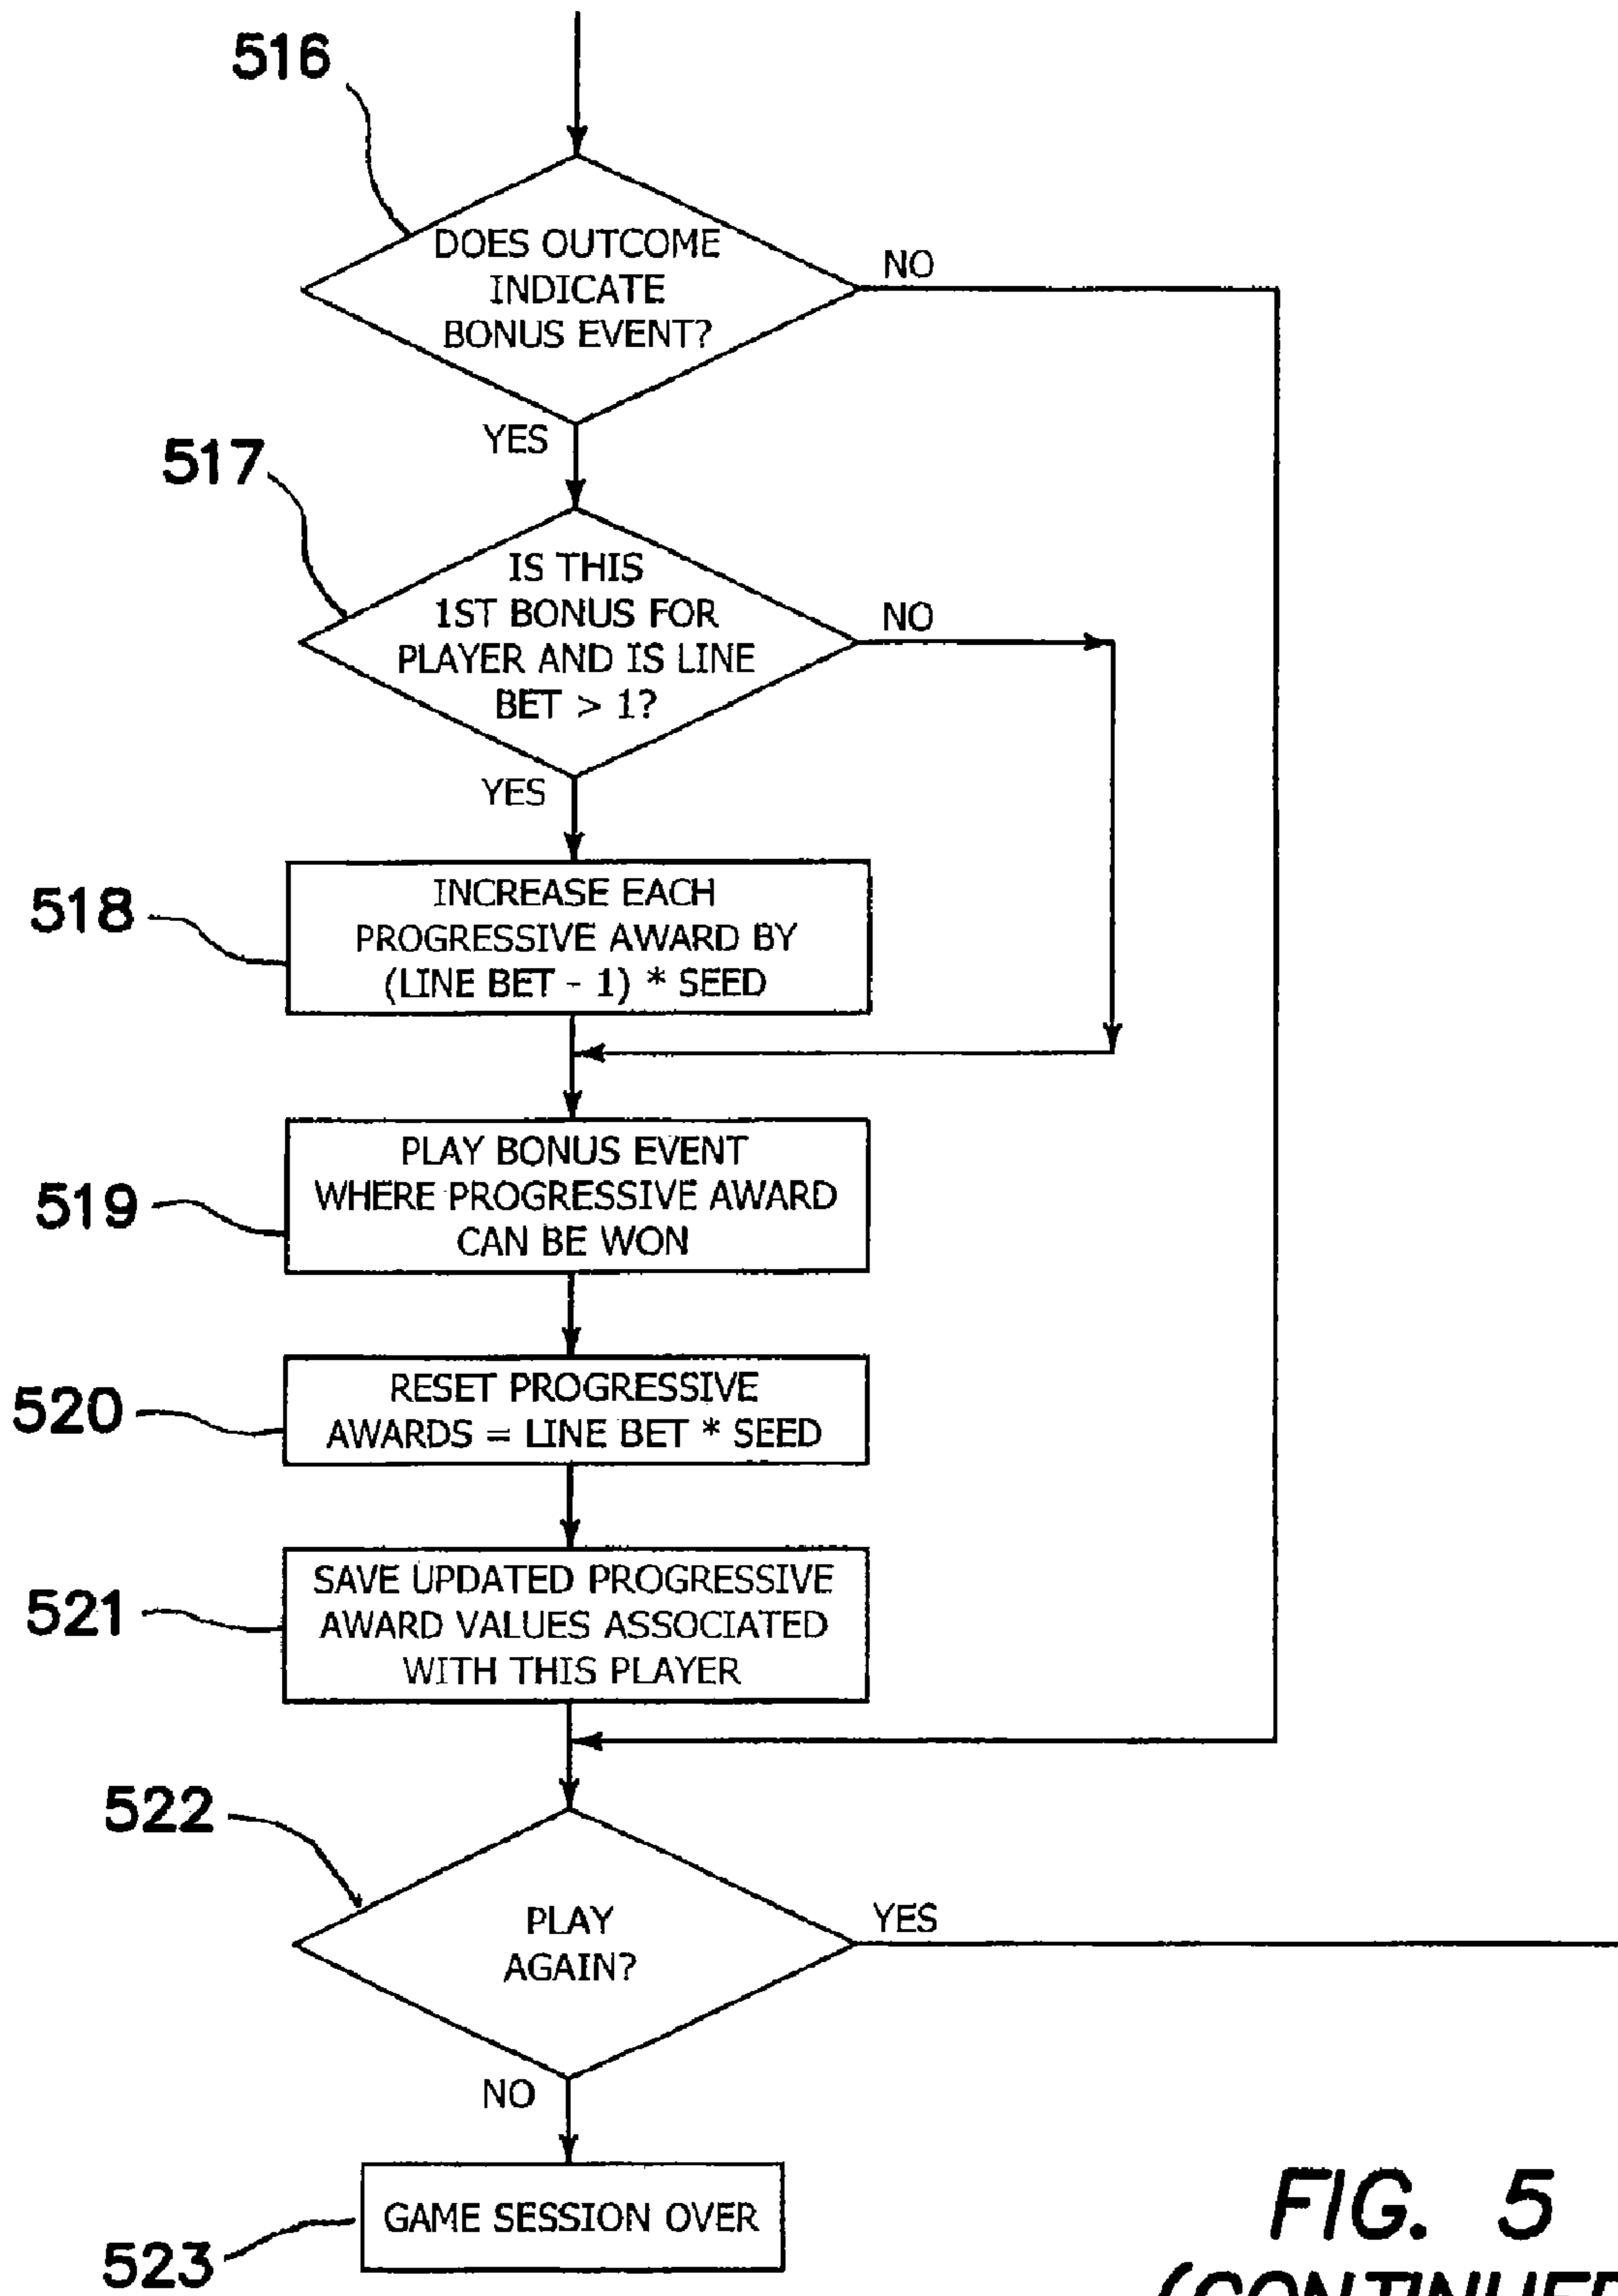 516
DOES OUTCOME
INDICATE
BONUS EVENT?
NO
YES
517
IS THIS
1ST BONUS FOR
PLAYER AND IS LINE
BET > 1?
NO
YES
518
INCREASE EACH
PROGRESSIVE AWARD BY
(LINE BET - 1) * SEED
519
PLAY BONUS EVENT
WHERE PROGRESSIVE AWARD
CAN BE WON
520
RESET PROGRESSIVE
AWARDS = LINE BET * SEED
521
SAVE UPDATED PROGRESSIVE
AWARD VALUES ASSOCIATED
WITH THIS PLAYER
522
PLAY
AGAIN?
YES
NO
523
GAME SESSION OVER
FIG. 5